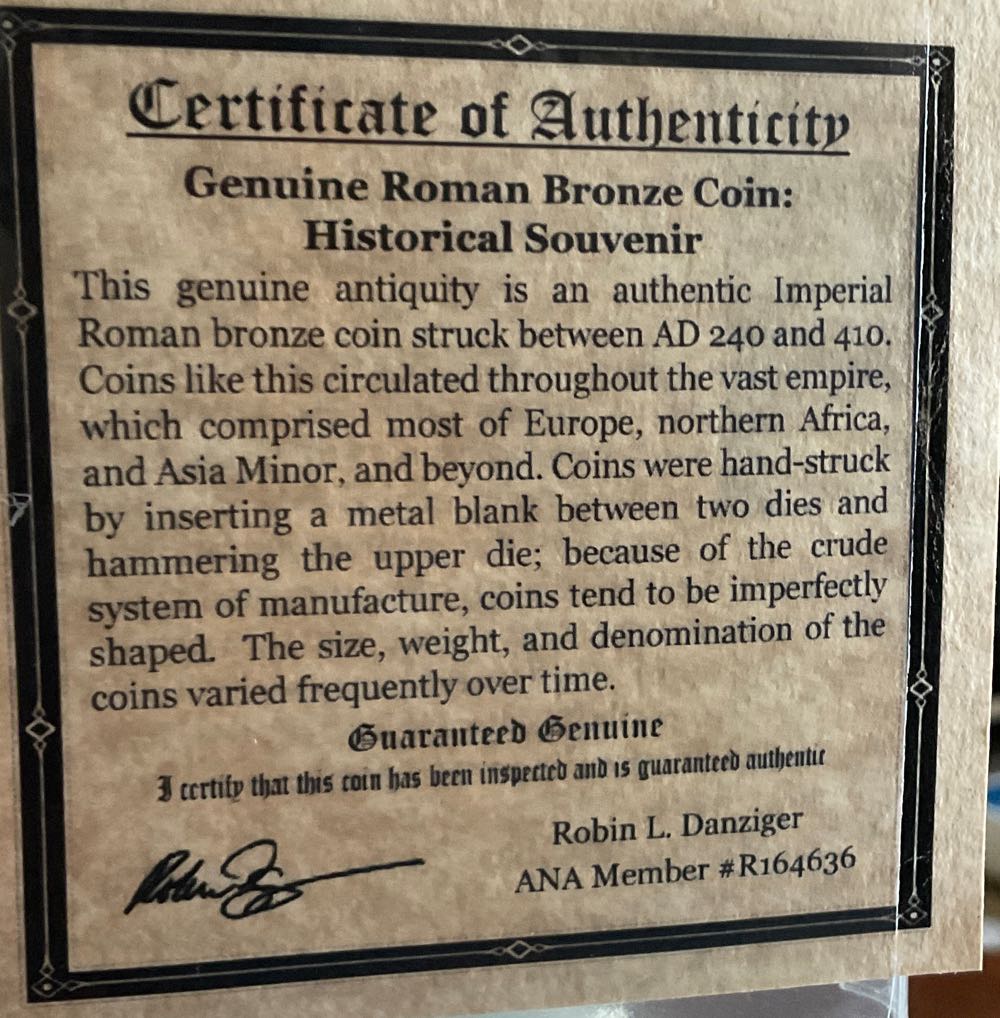 Certificate of Authenticity
Genuine Roman Bronze Coin:
Historical Souvenir
This genuine antiquity is an authentic Imperial
Roman bronze coin struck between AD 240 and 410.
Coins like this circulated throughout the vast empire,
which comprised most of Europe, northern Africa,
and Asia Minor, and beyond. Coins were hand-struck
by inserting a metal blank between two dies and
hammering the upper die; because of the crude
system of manufacture, coins tend to be imperfectly
shaped. The size, weight, and denomination of the
coins varied frequently over time.
Guaranteed Genuine
I certify that this coin has been inspected and is guaranteed authentic
Robin L. Danziger
ANA Member #R164636